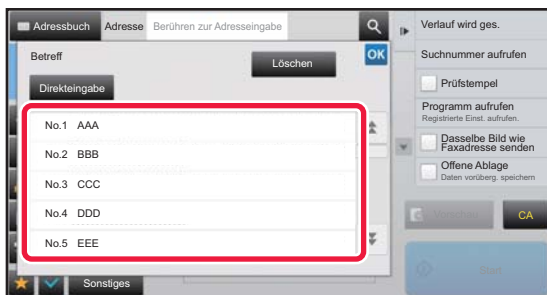 Adressbuch Adresse Berühren zur Adresseingabe
Verlauf wird ges.
Betreff Löschen OK
Suchnummer aufrufen
Direkteingabe
Prüfstempel
Programm aufrufen
Registrierte Einst. aufrufen.
No.1 AAA
Dasselbe Bild wie
Faxadresse senden
No.2 BBB
Offene Ablage
Daten vorüberg. speichern
No.3 CCC
No.4 DDD
Vorschau CA
No.5 EEE
Start
Sonstiges